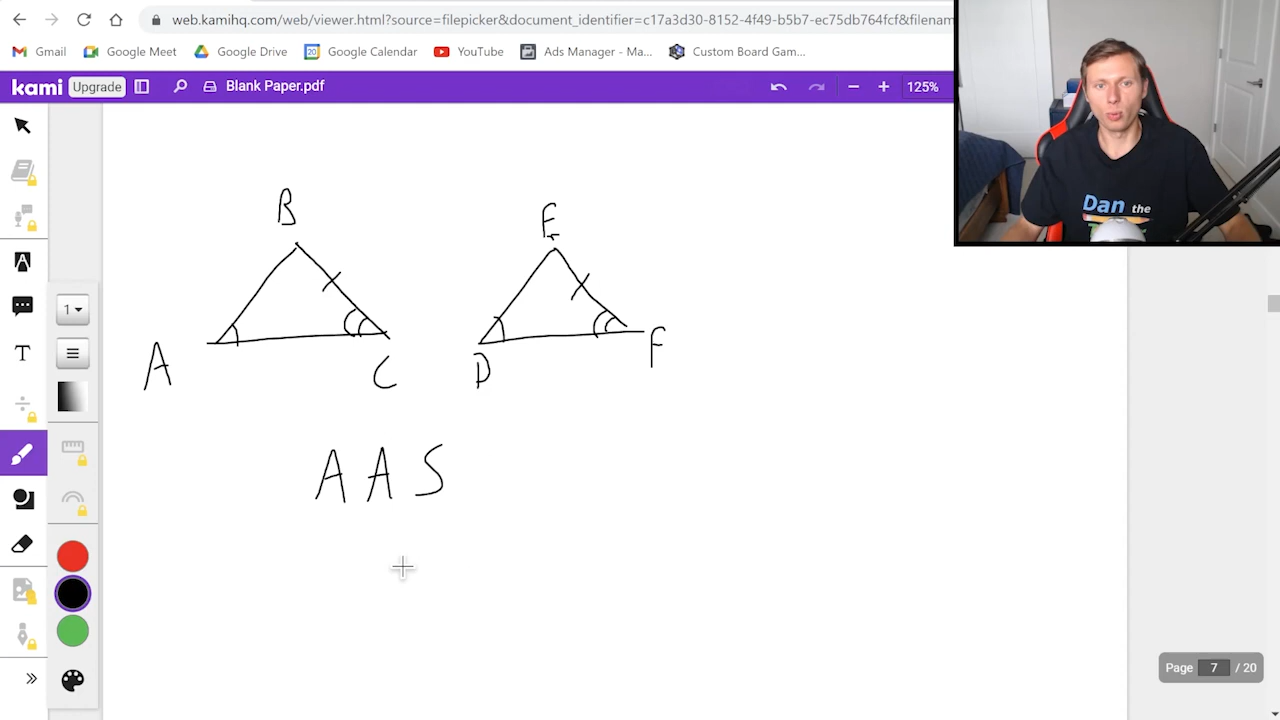 web.kamihq.com/web/viewer.html?source=filepicker&document_identifier=c17a3d30-8152-4f49-b5b7-ec75db764fcf&filenam
Gmail Google Meet Google Drive 20 Google Calendar YouTube Ads Manager - Ma... Custom Board Gam...
kami Upgrade Blank Paper.pdf 125%
Dan the
B E
A C D F
A A S
T
1
Page 7 / 20